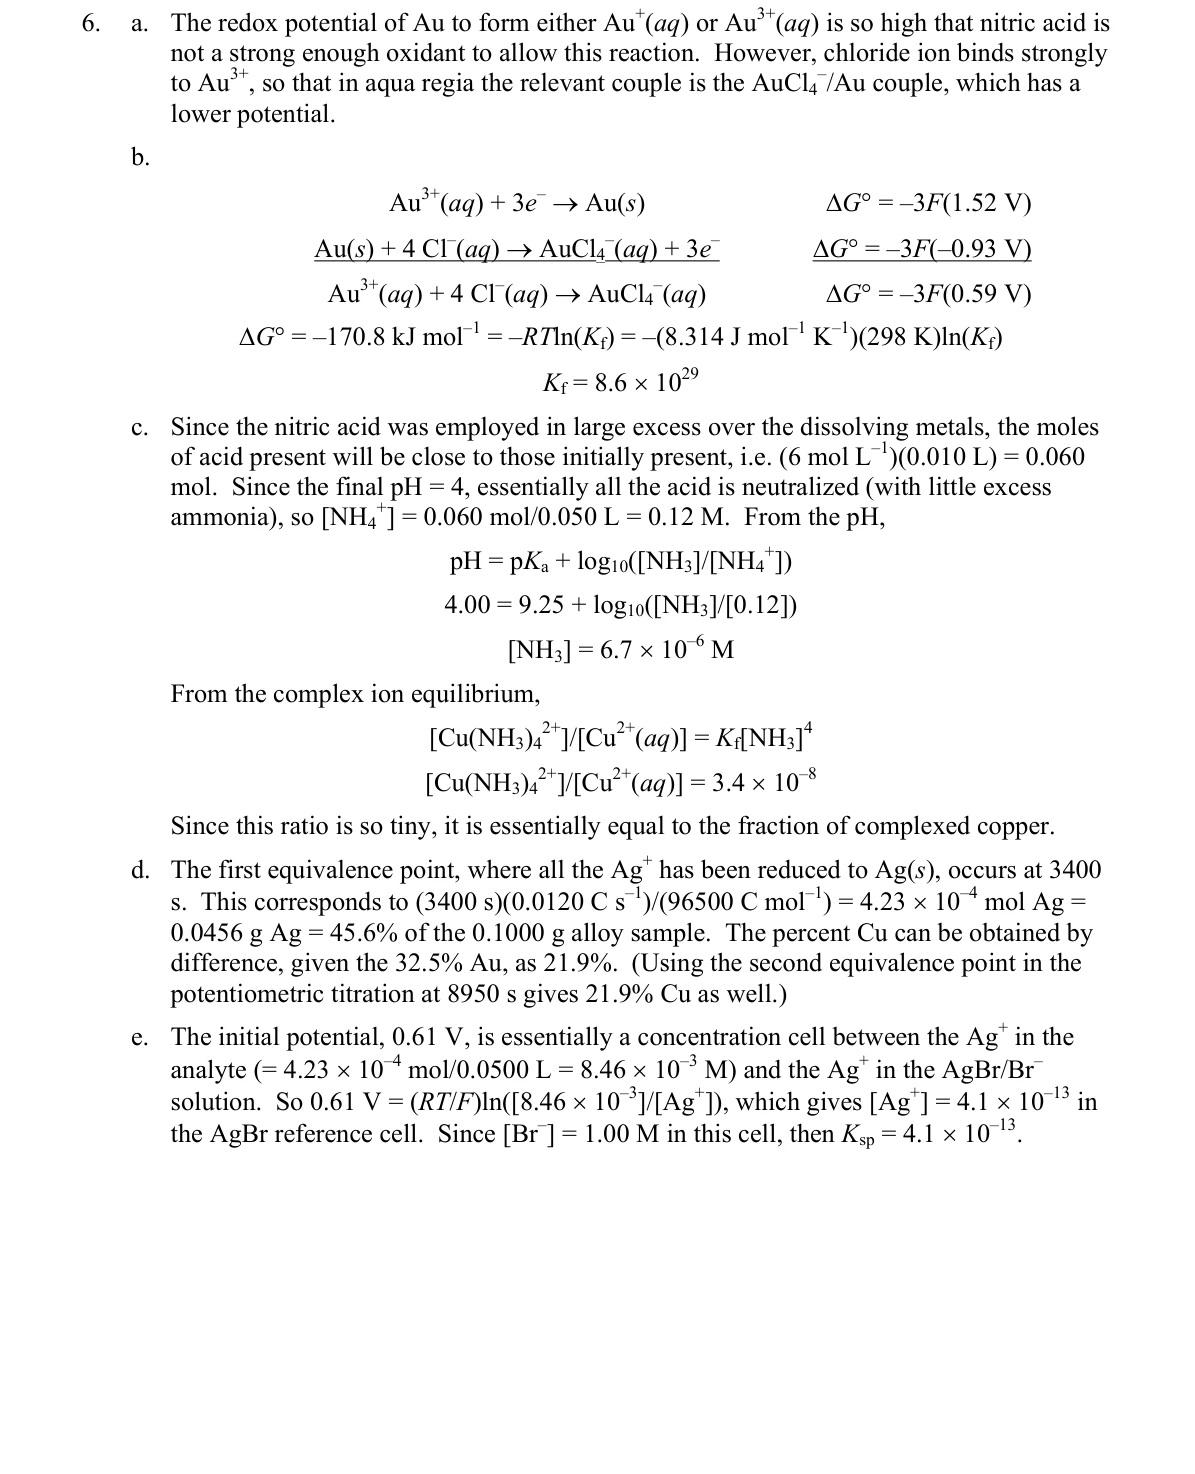 6. a. The redox potential of Au to form either Au⁺(aq) or Au³⁺(aq) is so high that nitric acid is
not a strong enough oxidant to allow this reaction. However, chloride ion binds strongly
to Au³⁺, so that in aqua regia the relevant couple is the AuCl₄⁻/Au couple, which has a
lower potential.
b.
Au³⁺(aq) + 3e⁻ → Au(s) ΔG° = –3F(1.52 V)
Au(s) + 4 Cl⁻(aq) → AuCl₄⁻(aq) + 3e⁻ ΔG° = –3F(–0.93 V)
Au³⁺(aq) + 4 Cl⁻(aq) → AuCl₄⁻(aq) ΔG° = –3F(0.59 V)
ΔG° = –170.8 kJ mol⁻¹ = –RTln(K_f) = –(8.314 J mol⁻¹ K⁻¹)(298 K)ln(K_f)
K_f = 8.6 × 10²⁹
c. Since the nitric acid was employed in large excess over the dissolving metals, the moles
of acid present will be close to those initially present, i.e. (6 mol L⁻¹)(0.010 L) = 0.060
mol. Since the final pH = 4, essentially all the acid is neutralized (with little excess
ammonia), so [NH₄⁺] = 0.060 mol/0.050 L = 0.12 M. From the pH,
pH = pKₐ + log₁₀([NH₃]/[NH₄⁺])
4.00 = 9.25 + log₁₀([NH₃]/[0.12])
[NH₃] = 6.7 × 10⁻⁶ M
From the complex ion equilibrium,
[Cu(NH₃)₄²⁺]/[Cu²⁺(aq)] = K_f[NH₃]⁴
[Cu(NH₃)₄²⁺]/[Cu²⁺(aq)] = 3.4 × 10⁻⁸
Since this ratio is so tiny, it is essentially equal to the fraction of complexed copper.
d. The first equivalence point, where all the Ag⁺ has been reduced to Ag(s), occurs at 3400
s. This corresponds to (3400 s)(0.0120 C s⁻¹)/(96500 C mol⁻¹) = 4.23 × 10⁻⁴ mol Ag =
0.0456 g Ag = 45.6% of the 0.1000 g alloy sample. The percent Cu can be obtained by
difference, given the 32.5% Au, as 21.9%. (Using the second equivalence point in the
potentiometric titration at 8950 s gives 21.9% Cu as well.)
e. The initial potential, 0.61 V, is essentially a concentration cell between the Ag⁺ in the
analyte (= 4.23 × 10⁻⁴ mol/0.0500 L = 8.46 × 10⁻³ M) and the Ag⁺ in the AgBr/Br⁻
solution. So 0.61 V = (RT/F)ln([8.46 × 10⁻³]/[Ag⁺]), which gives [Ag⁺] = 4.1 × 10⁻¹³ in
the AgBr reference cell. Since [Br⁻] = 1.00 M in this cell, then K_sp = 4.1 × 10⁻¹³.